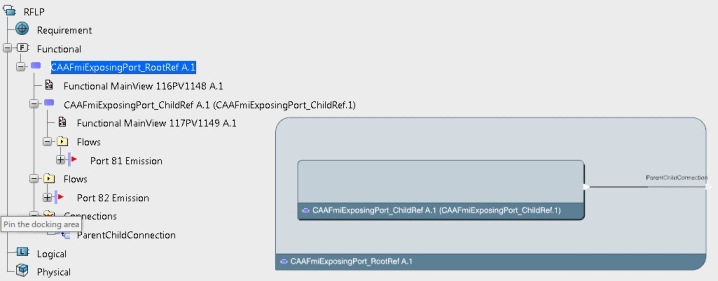 RFLP
Requirement
Functional
CAAFmiExposingPort_RootRef A.1
Functional MainView 116PV1148 A.1
CAAFmiExposingPort_ChildRef A.1 (CAAFmiExposingPort_ChildRef.1)
Functional MainView 117PV1149 A.1
Flows
Port 81 Emission
Flows
Port 82 Emission
Connections
Pin the docking area
ParentChildConnection
Logical
Physical
ParentChildConnection
CAAFmiExposingPort_ChildRef A.1 (CAAFmiExposingPort_ChildRef.1)
CAAFmiExposingPort_RootRef A.1